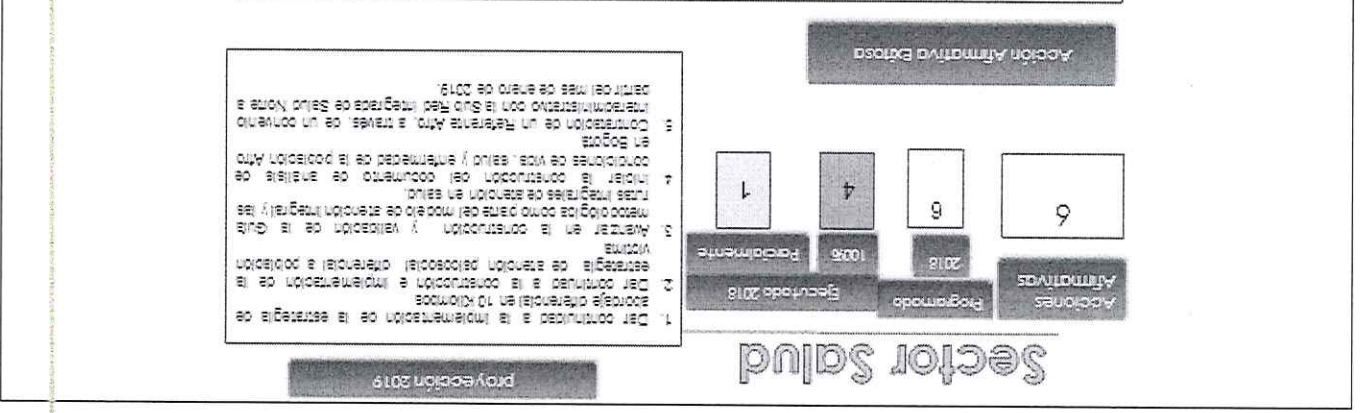 Sector Salud
proyección 2019
Acciones
Afirmativas
Programado
2018
Ejecutado 2018
100%
Parcialmente
9
6
4
1
1. Dar continuidad a la implementación de la estrategia de
abordaje diferencial en 10 Kilombos
2. Dar continuidad a la construcción e implementación de la
estrategia de atención psicosocial diferencial a población
víctima
3. Avanzar en la construcción y validación de la Guía
metodológica como parte del modelo de atención integral y las
rutas integrales de atención en salud.
4. Iniciar la construcción del documento de análisis de
condiciones de vida, salud y enfermedad de la población Afro
en Bogotá
5. Contratación de un Referente Afro, a través, de un convenio
interadministrativo con la Sub Red Integrada de Salud Norte a
partir del mes de enero de 2019.
Acción Afirmativa Exitosa